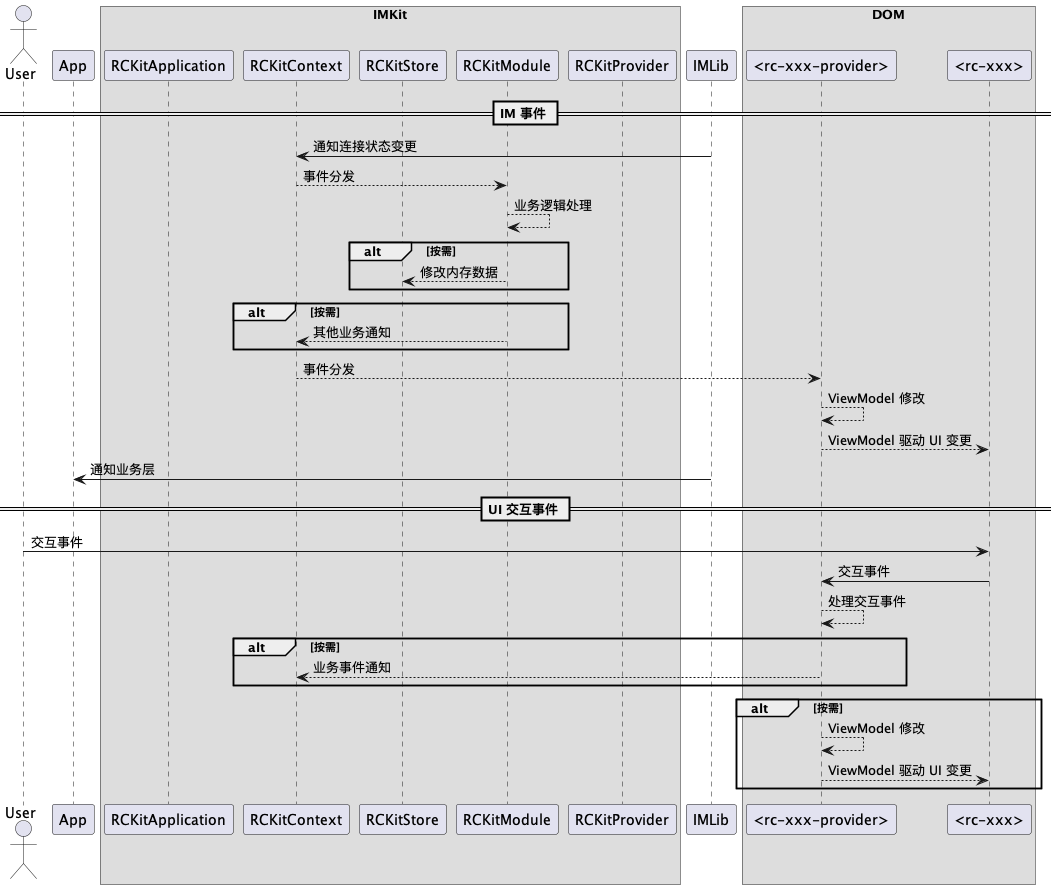 IMKit
DOM
User
App
RCKitApplication
RCKitContext
RCKitStore
RCKitModule
RCKitProvider
IMLib
<rc-xxx-provider>
<rc-xxx>
IM 事件
通知连接状态变更
事件分发
业务逻辑处理
alt
[按需]
修改内存数据
alt
[按需]
其他业务通知
事件分发
ViewModel 修改
ViewModel 驱动 UI 变更
通知业务层
UI 交互事件
交互事件
交互事件
处理交互事件
alt
[按需]
业务事件通知
alt
[按需]
ViewModel 修改
ViewModel 驱动 UI 变更
User
App
RCKitApplication
RCKitContext
RCKitStore
RCKitModule
RCKitProvider
IMLib
<rc-xxx-provider>
<rc-xxx>